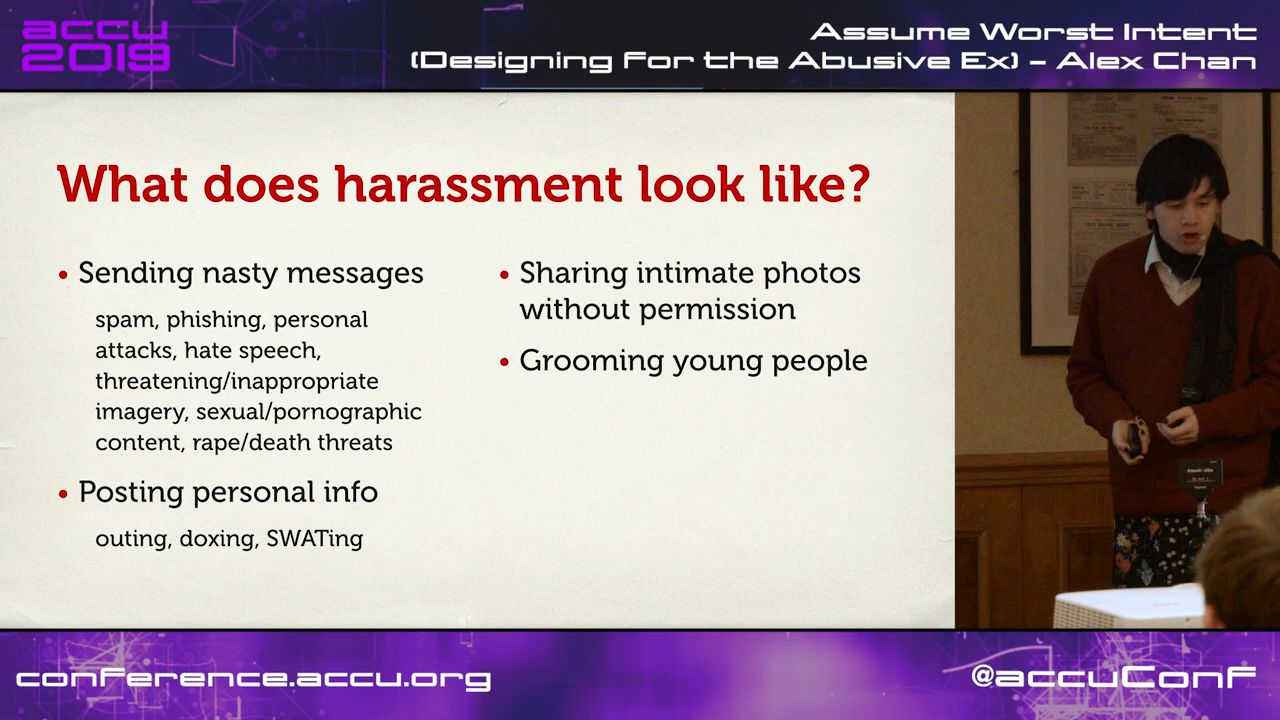 accu
2019
Assume Worst Intent
(Designing For the Abusive Ex) – Alex Chan
What does harassment look like?
• Sending nasty messages
spam, phishing, personal
attacks, hate speech,
threatening/inappropriate
imagery, sexual/pornographic
content, rape/death threats
• Posting personal info
outing, doxing, SWATing
• Sharing intimate photos
without permission
• Grooming young people
conference.accu.org
@accuConf